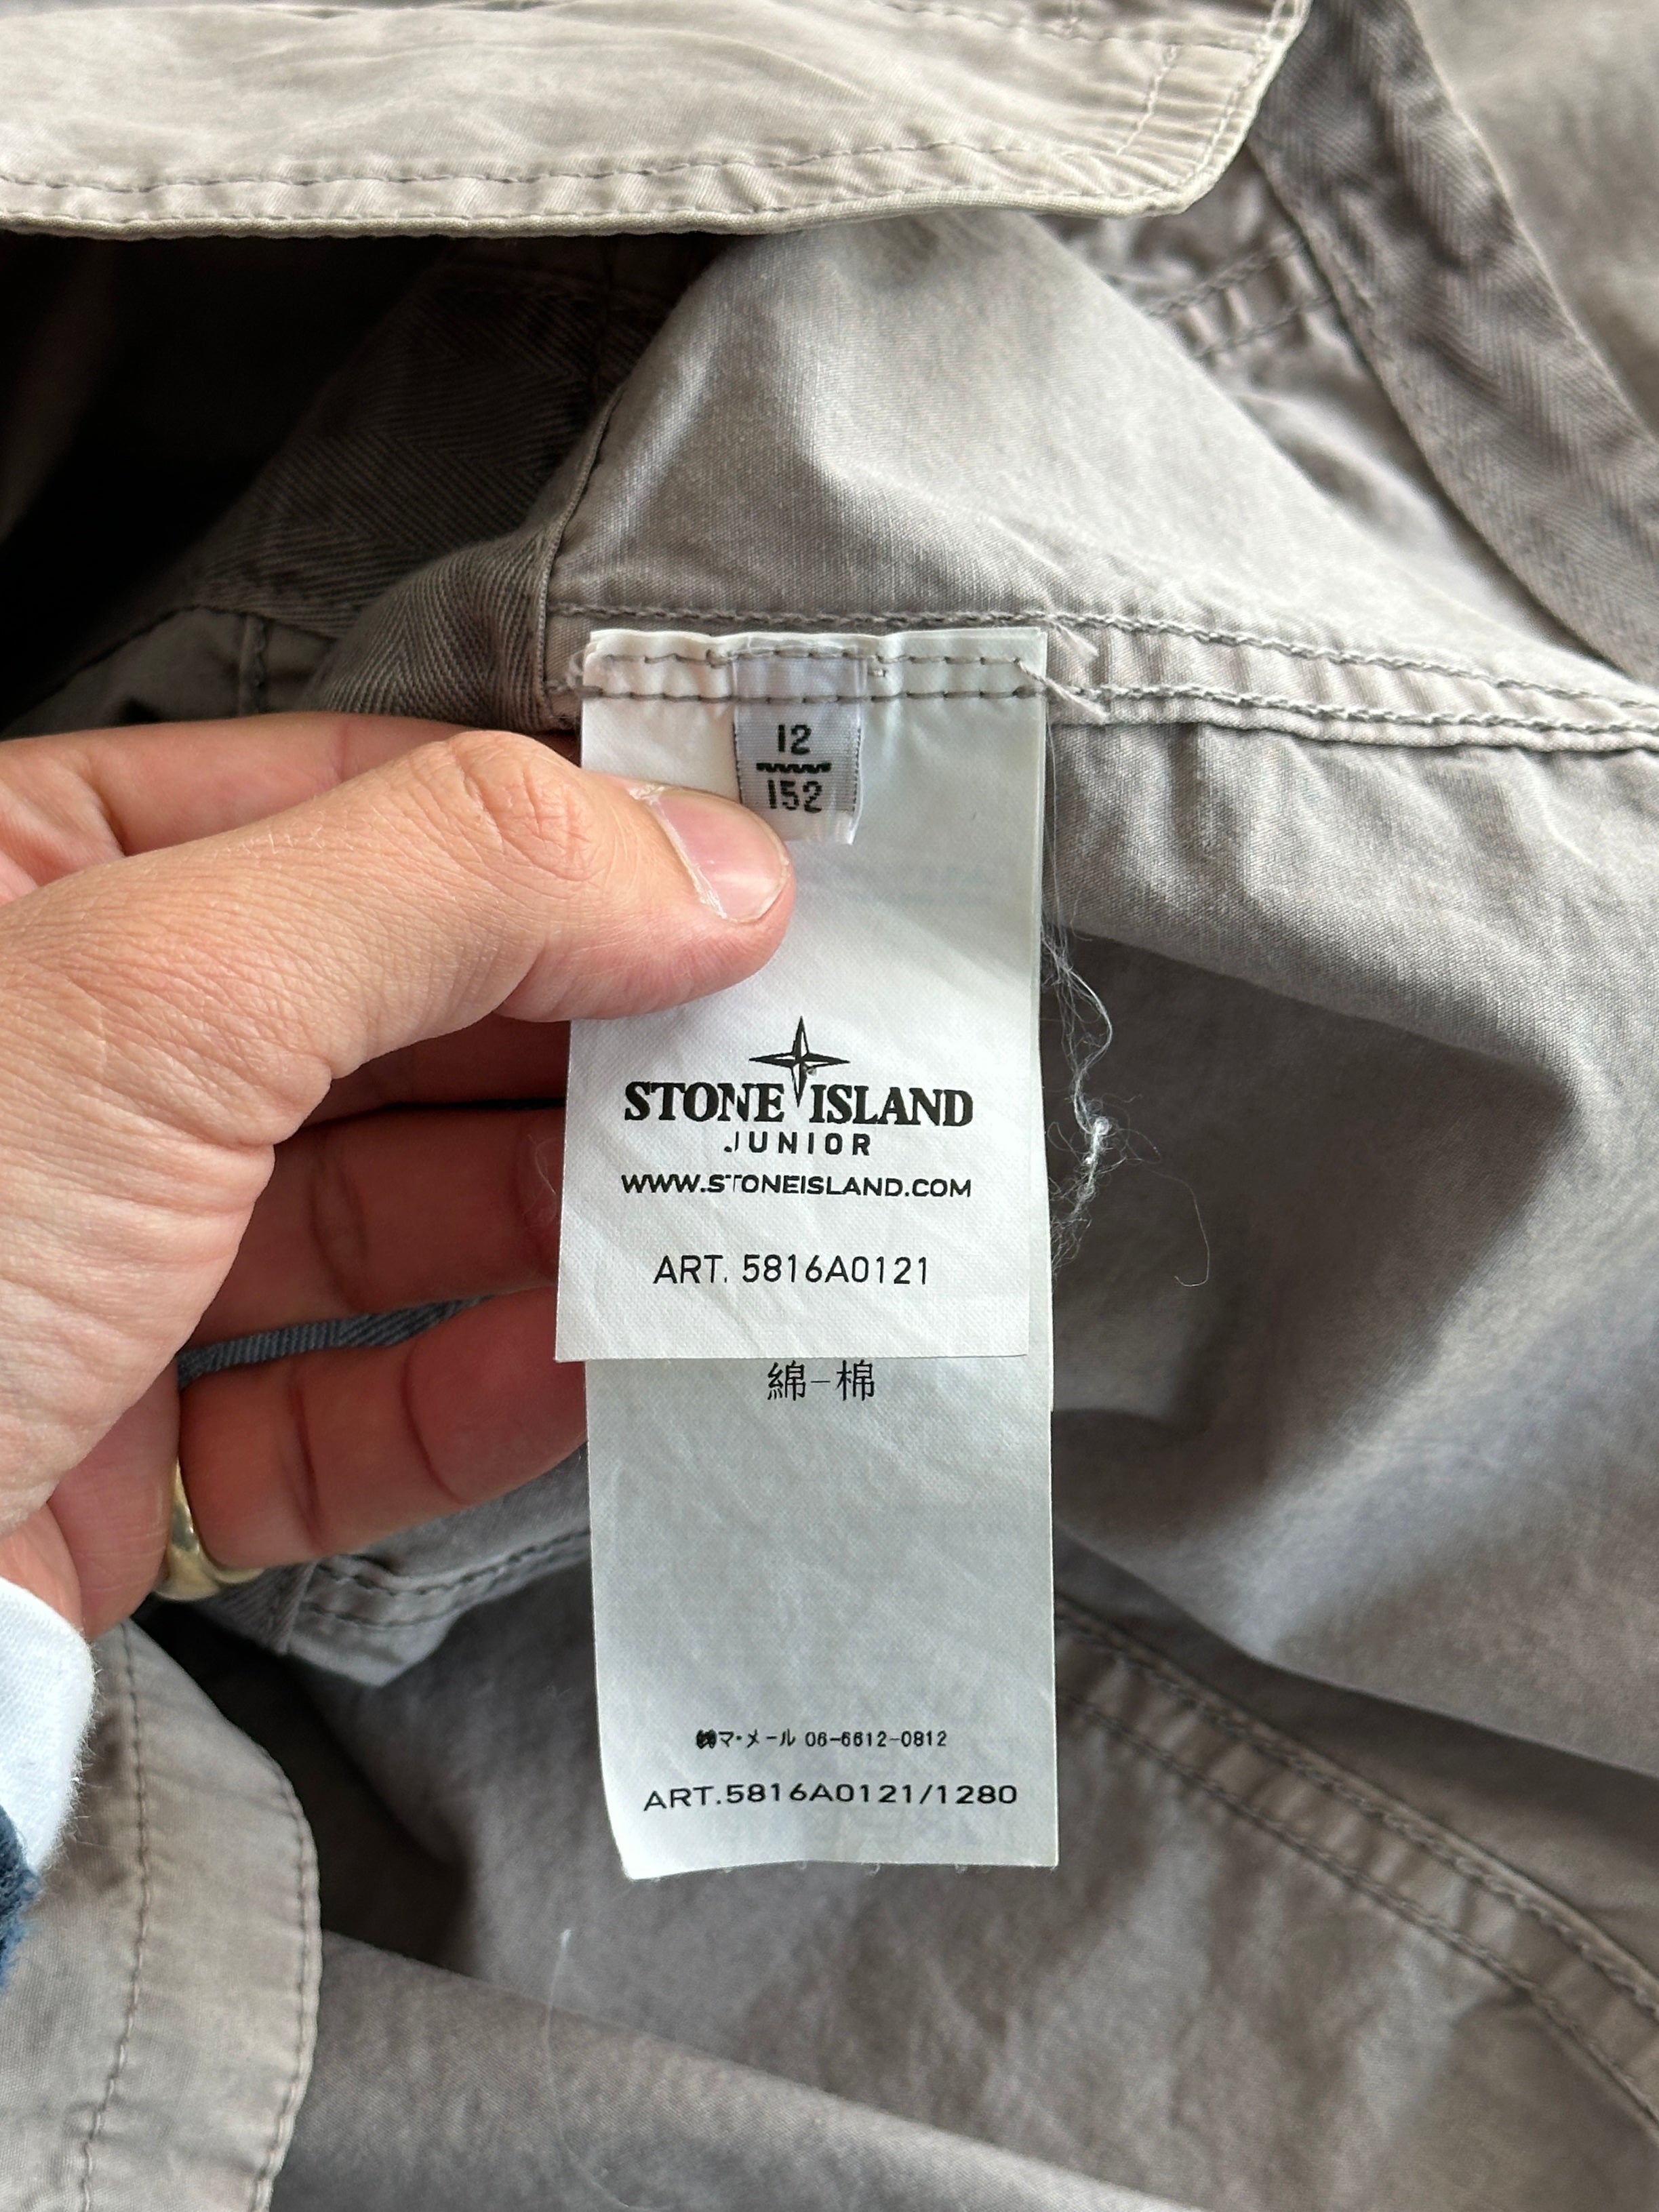 12
152
STONE ISLAND
JUNIOR
WWW.STONEISLAND.COM
ART. 5816A0121
綿-棉
㈱マ・メール 06-6612-0812
ART.5816A0121/1280